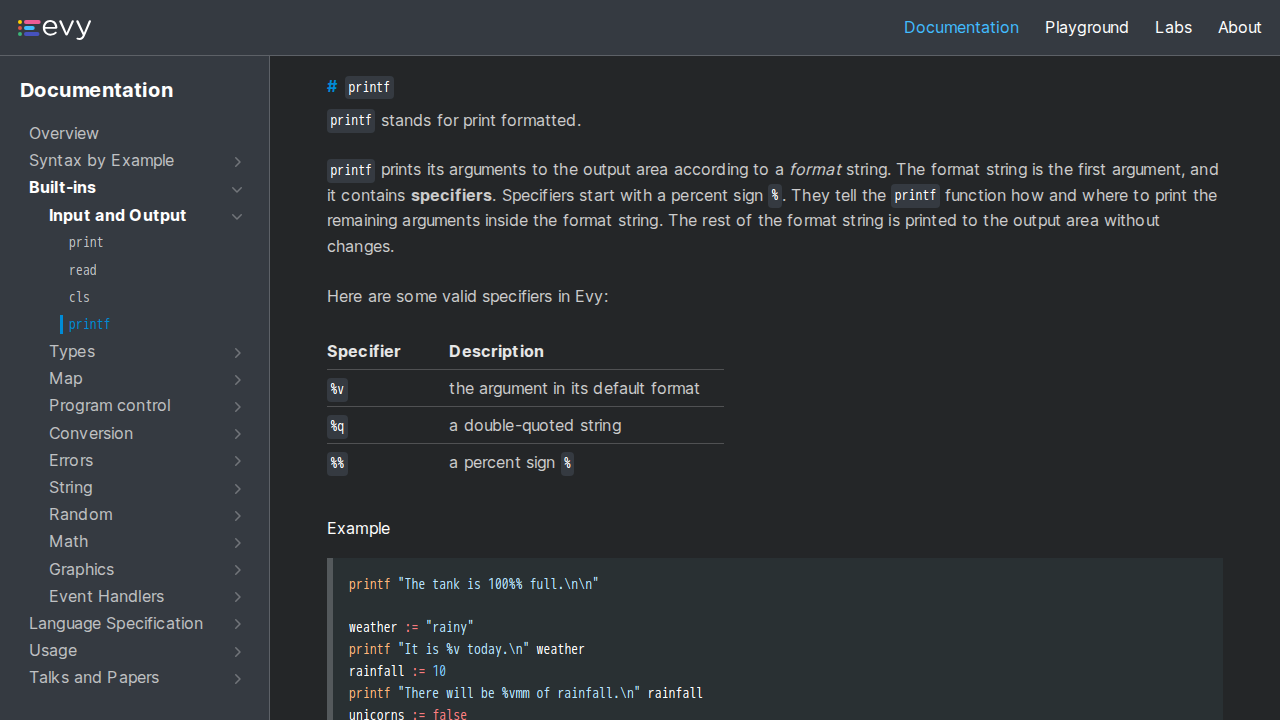 evy
Documentation
Playground
Labs
About
Documentation
Overview
Syntax by Example
Built-ins
Input and Output
print
read
cls
printf
Types
Map
Program control
Conversion
Errors
String
Random
Math
Graphics
Event Handlers
Language Specification
Usage
Talks and Papers
# printf
printf stands for print formatted.
printf prints its arguments to the output area according to a format string. The format string is the first argument, and
it contains specifiers. Specifiers start with a percent sign %. They tell the printf function how and where to print the
remaining arguments inside the format string. The rest of the format string is printed to the output area without
changes.
Here are some valid specifiers in Evy:
Specifier Description
%v the argument in its default format
%q a double-quoted string
%% a percent sign %
Example
printf "The tank is 100%% full.\n\n"
weather := "rainy"
printf "It is %v today.\n" weather
rainfall := 10
printf "There will be %vmm of rainfall.\n" rainfall
unicorns := false